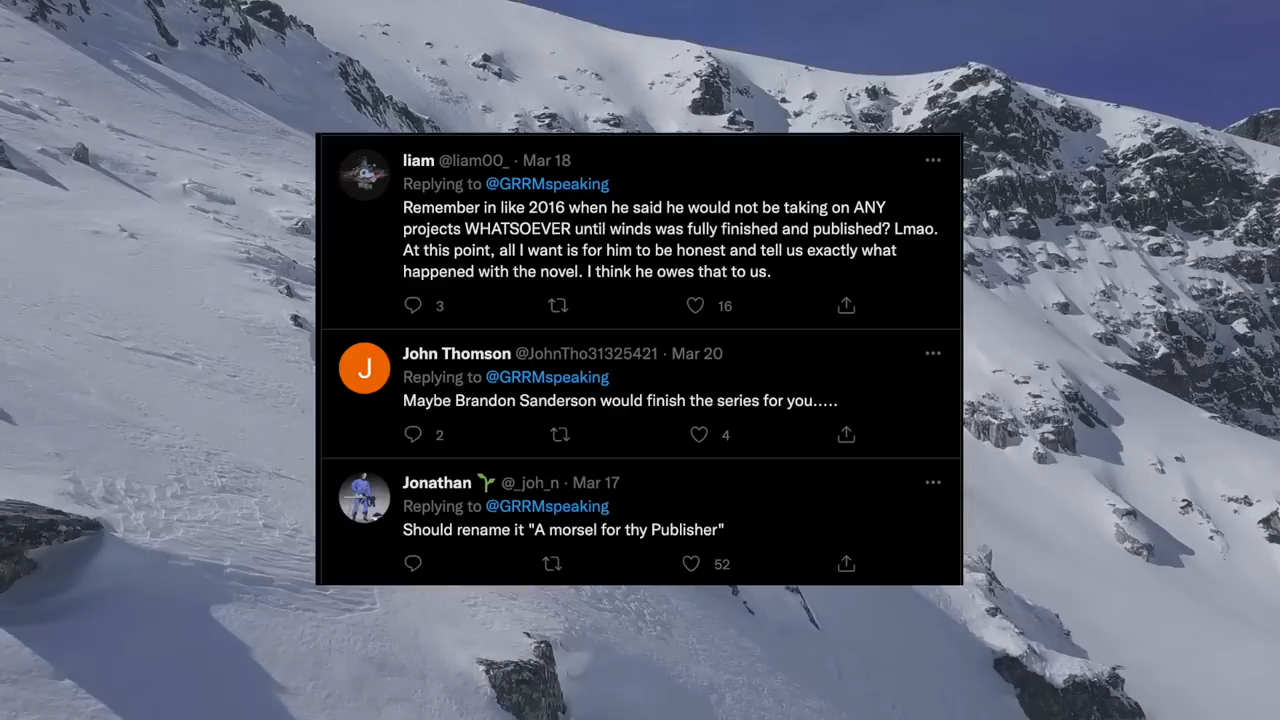 liam @liam00_ · Mar 18
Replying to @GRRMspeaking
Remember in like 2016 when he said he would not be taking on ANY
projects WHATSOEVER until winds was fully finished and published? Lmao.
At this point, all I want is for him to be honest and tell us exactly what
happened with the novel. I think he owes that to us.
3 16
J
John Thomson @JohnTho31325421 · Mar 20
Replying to @GRRMspeaking
Maybe Brandon Sanderson would finish the series for you.....
2 4
Jonathan 🌱 @_joh_n · Mar 17
Replying to @GRRMspeaking
Should rename it "A morsel for thy Publisher"
52